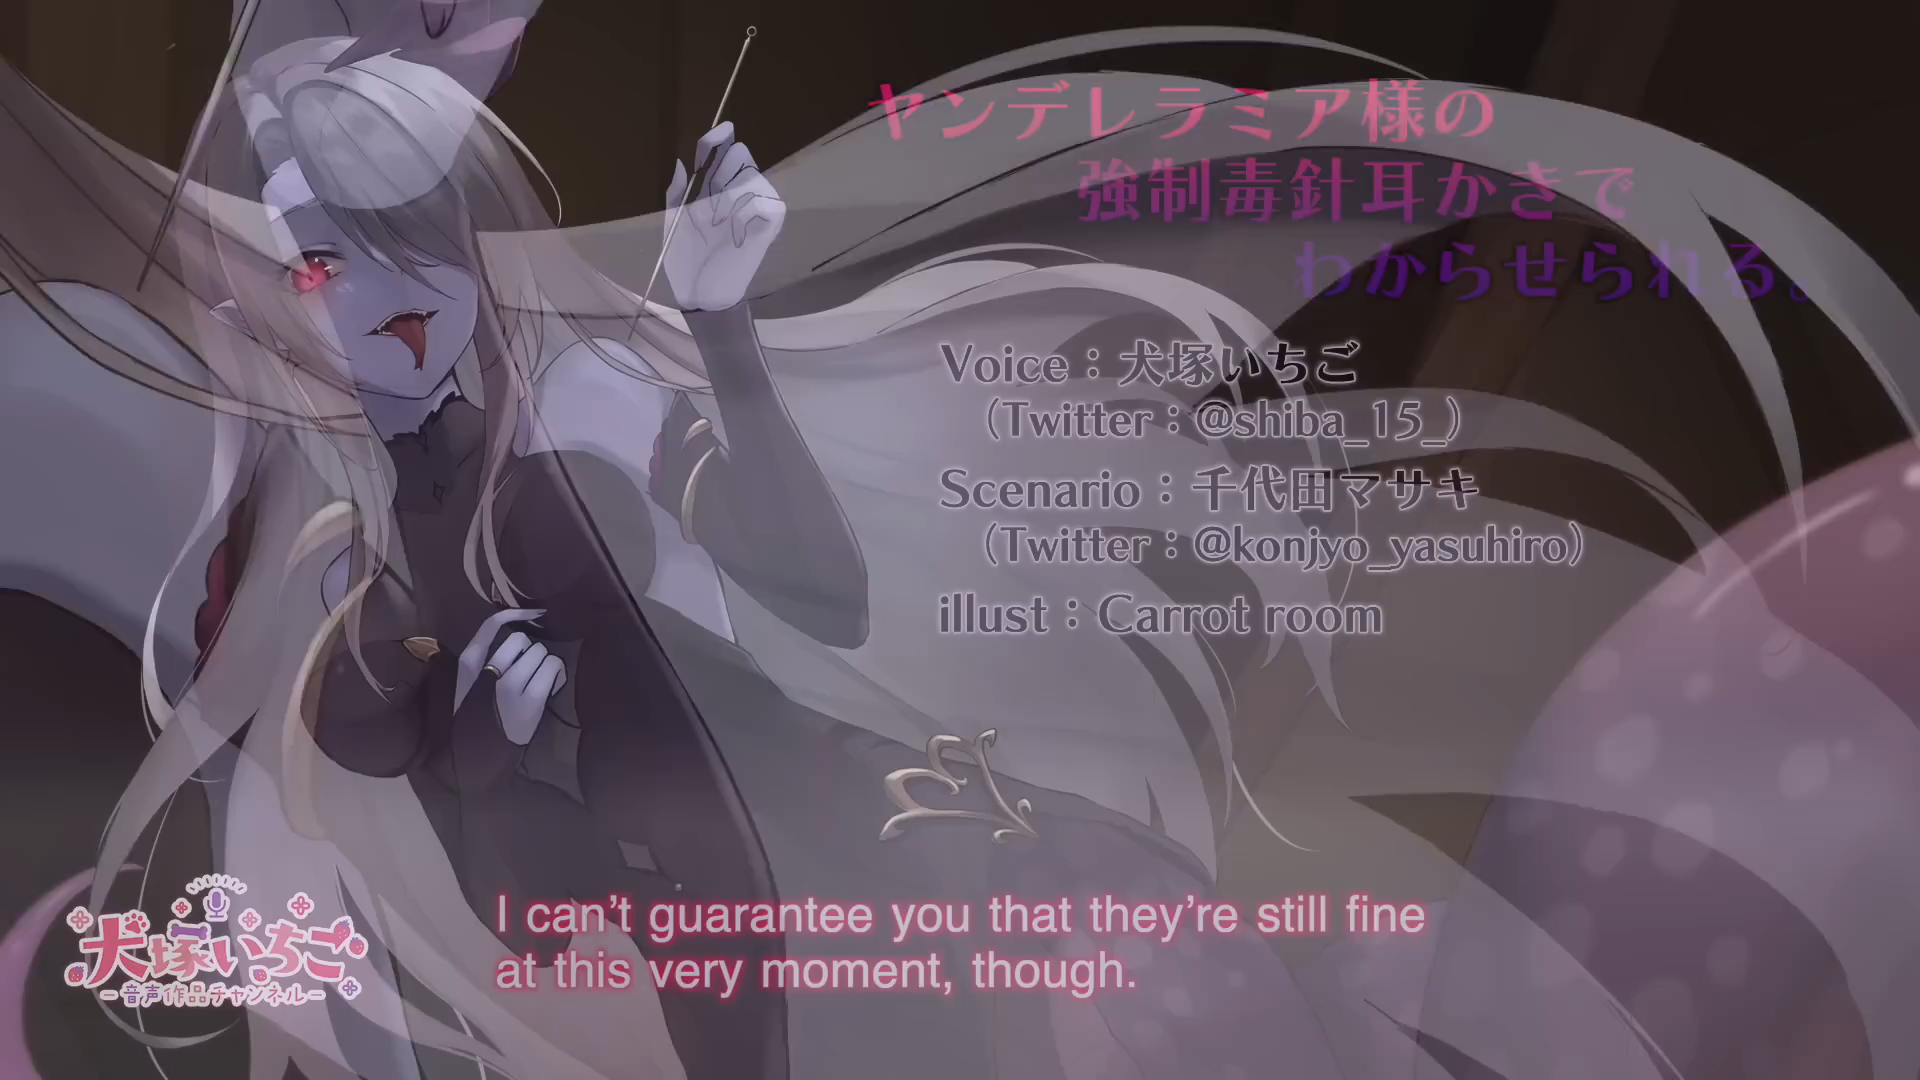 ヤンデレラミア様の
強制毒針耳かきで
わからせられる。
Voice：犬塚いちご
（Twitter：@shiba_15_）
Scenario：千代田マサキ
（Twitter：@konjyo_yasuhiro）
illust：Carrot room
I can't guarantee you that they're still fine
at this very moment, though.
犬塚いちご
－音声作品チャンネル－